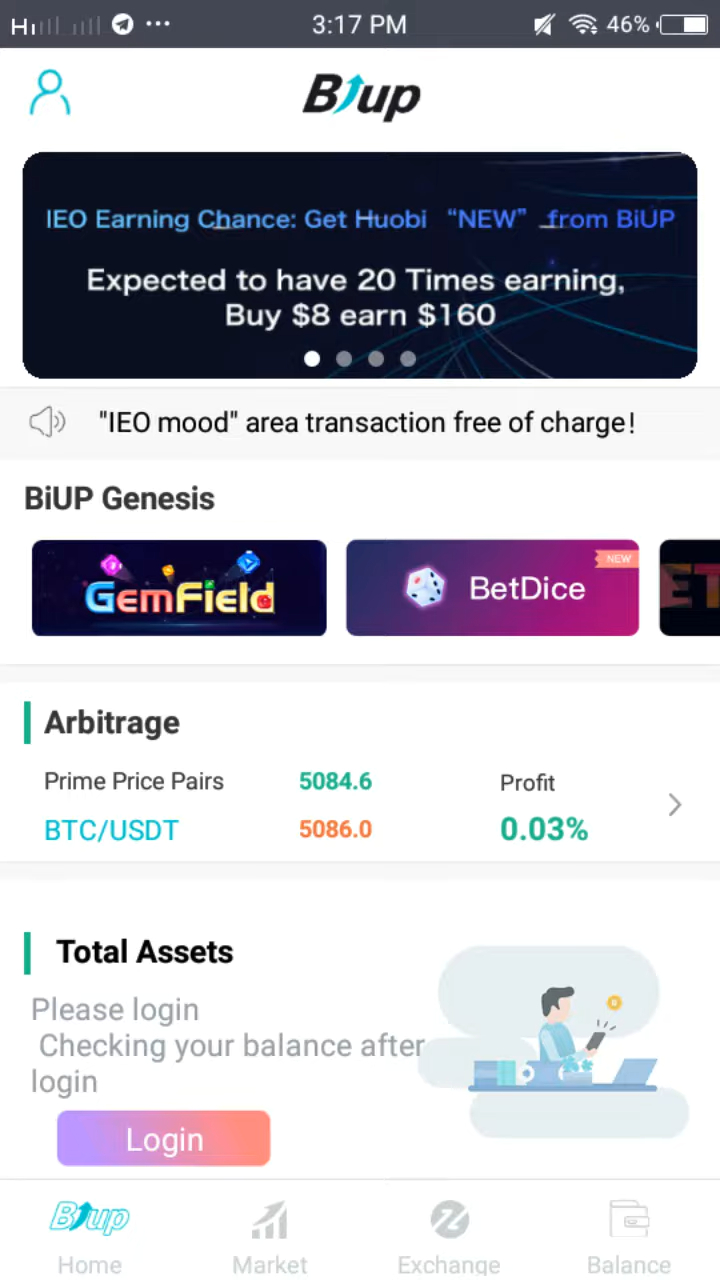 3:17 PM
46%
BiUP
IEO Earning Chance: Get Huobi “NEW” from BiUP
Expected to have 20 Times earning,
Buy $8 earn $160
"IEO mood" area transaction free of charge!
BiUP Genesis
GemField
BetDice
NEW
ET
Arbitrage
Prime Price Pairs
5084.6
Profit
BTC/USDT
5086.0
0.03%
Total Assets
Please login
Checking your balance after
login
Login
BiUP
Home
Market
Exchange
Balance